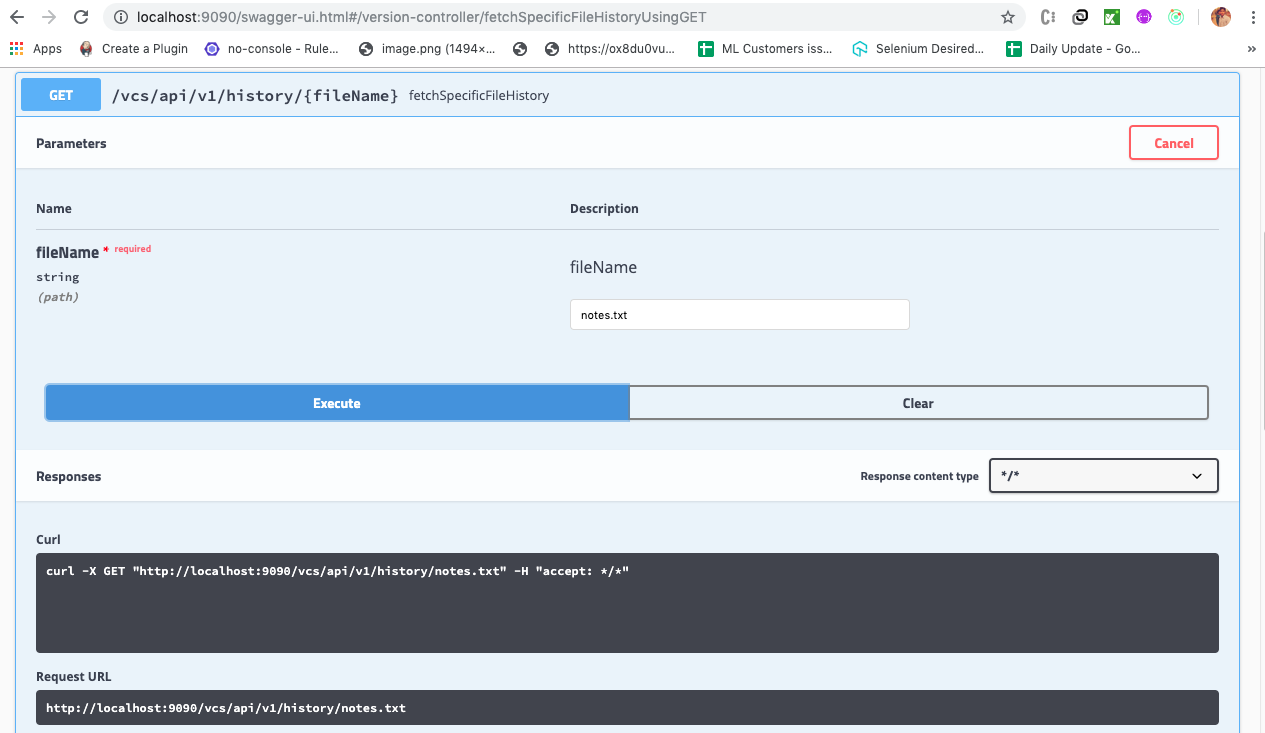 localhost:9090/swagger-ui.html#/version-controller/fetchSpecificFileHistoryUsingGET
Apps Create a Plugin no-console - Rule... image.png (1494×... https://ox8du0vu... ML Customers iss... Selenium Desired... Daily Update - Go... »
GET /vcs/api/v1/history/{fileName} fetchSpecificFileHistory
Parameters Cancel
Name Description
fileName * required
string
(path)
fileName
notes.txt
Execute Clear
Responses Response content type */*
Curl
curl -X GET "http://localhost:9090/vcs/api/v1/history/notes.txt" -H "accept: */*"
Request URL
http://localhost:9090/vcs/api/v1/history/notes.txt